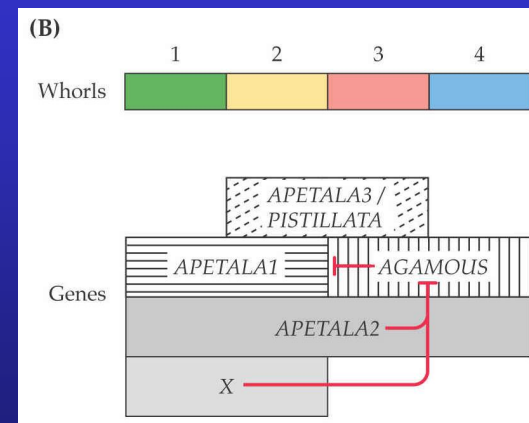 (B)
1 2 3 4
Whorls
APETALA3 /
PISTILLATA
APETALA1 AGAMOUS
Genes
APETALA2
X